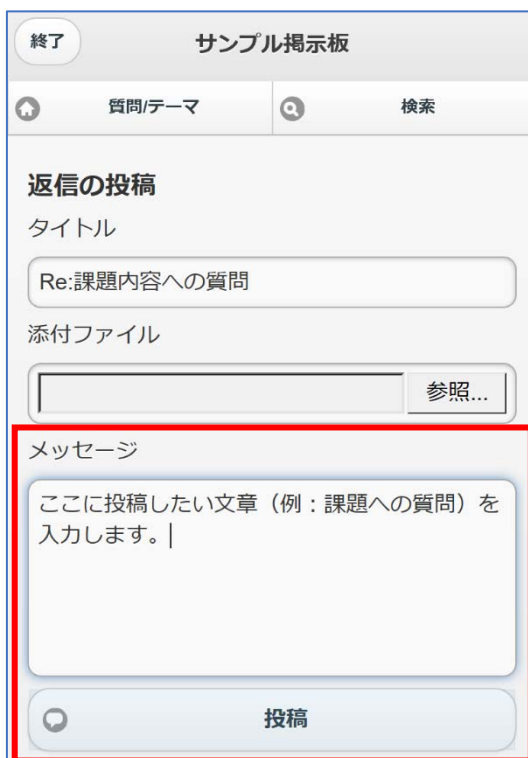 終了
サンプル掲示板
質問/テーマ
検索
返信の投稿
タイトル
Re:課題内容への質問
添付ファイル
参照...
メッセージ
ここに投稿したい文章（例：課題への質問）を
入力します。
投稿